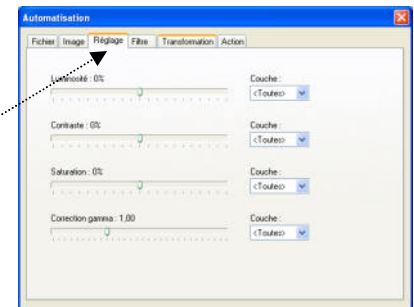 Automatisation
Fichier Image Réglage Filtre Transformation Action
Luminosité : 0% Couche :
<Toutes>
Contraste : 0% Couche :
<Toutes>
Saturation : 0% Couche :
<Toutes>
Correction gamma : 1,00 Couche :
<Toutes>